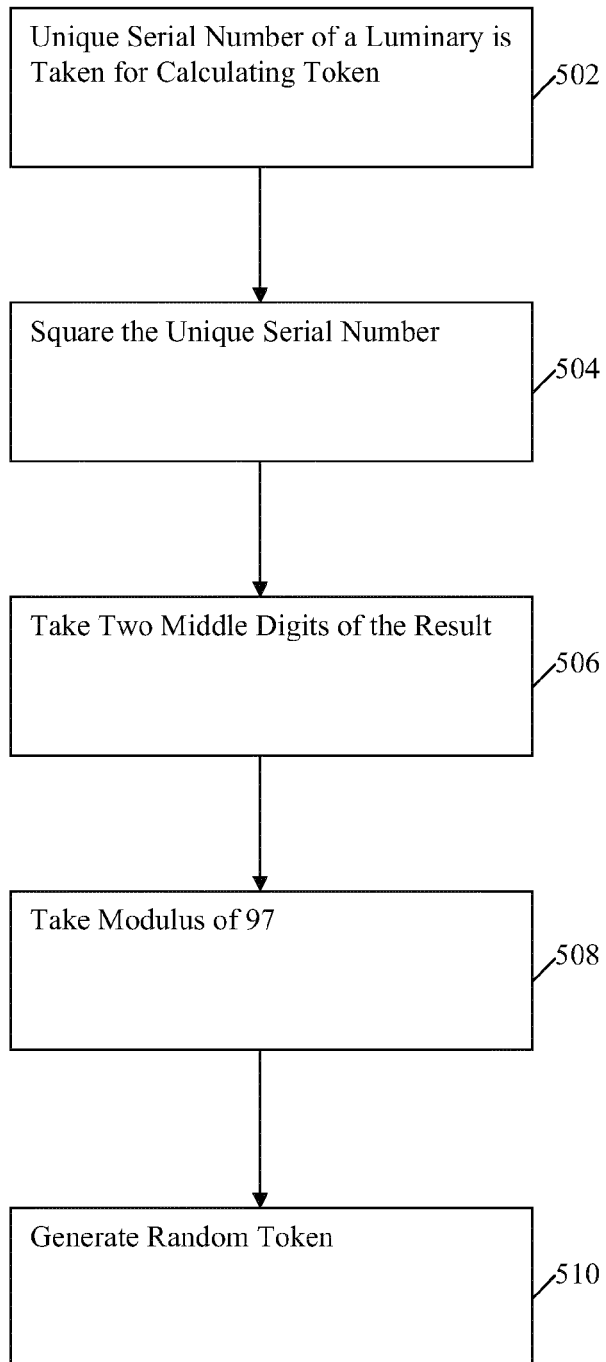 Unique Serial Number of a Luminary is
Taken for Calculating Token
502
Square the Unique Serial Number
504
Take Two Middle Digits of the Result
506
Take Modulus of 97
508
Generate Random Token
510